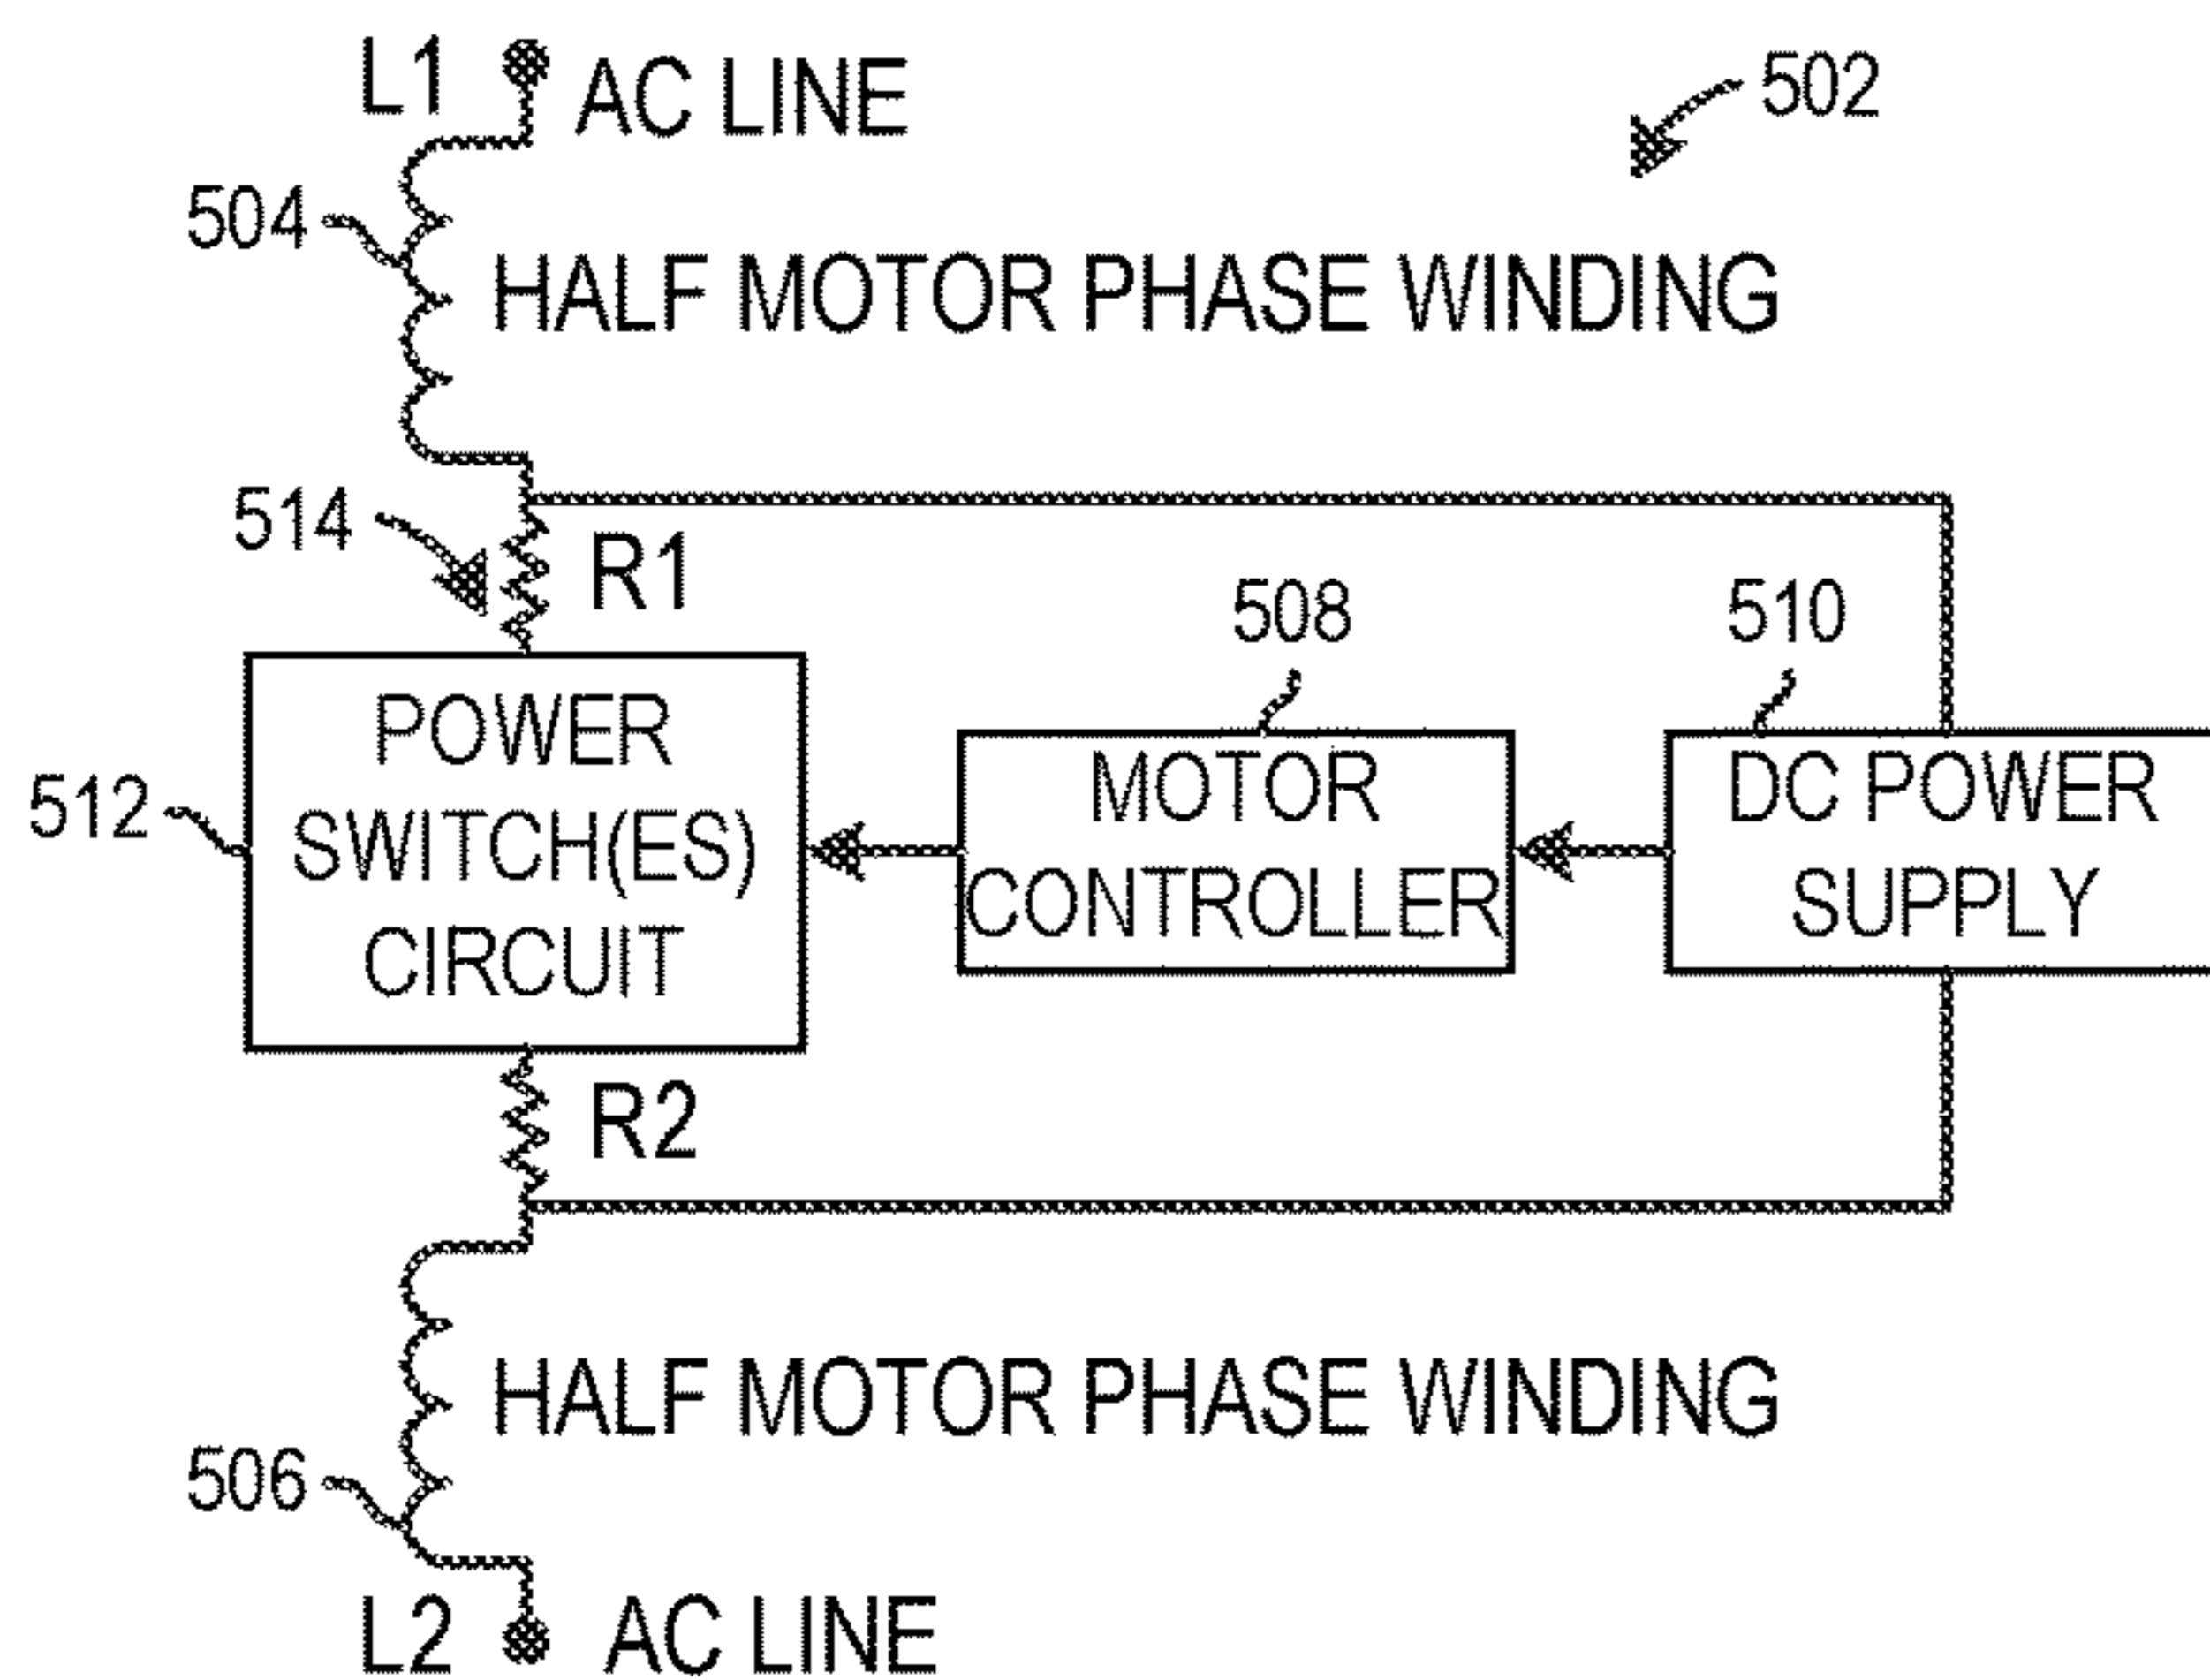 L1 AC LINE
502
504
HALF MOTOR PHASE WINDING
514
R1
508
510
POWER
SWITCH(ES)
CIRCUIT
512
MOTOR
CONTROLLER
DC POWER
SUPPLY
R2
HALF MOTOR PHASE WINDING
506
L2 AC LINE